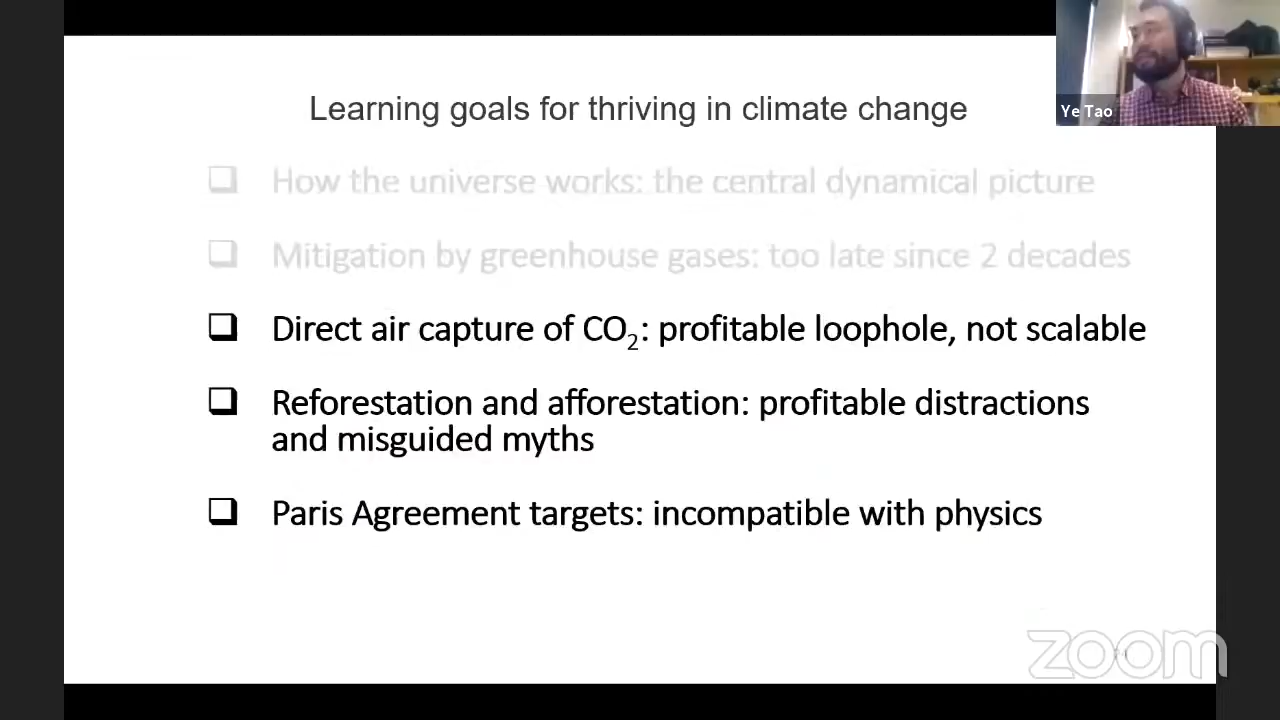 Learning goals for thriving in climate change
Ye Tao
❑ How the universe works: the central dynamical picture
❑ Mitigation by greenhouse gases: too late since 2 decades
❑ Direct air capture of CO₂: profitable loophole, not scalable
❑ Reforestation and afforestation: profitable distractions
and misguided myths
❑ Paris Agreement targets: incompatible with physics
zoom